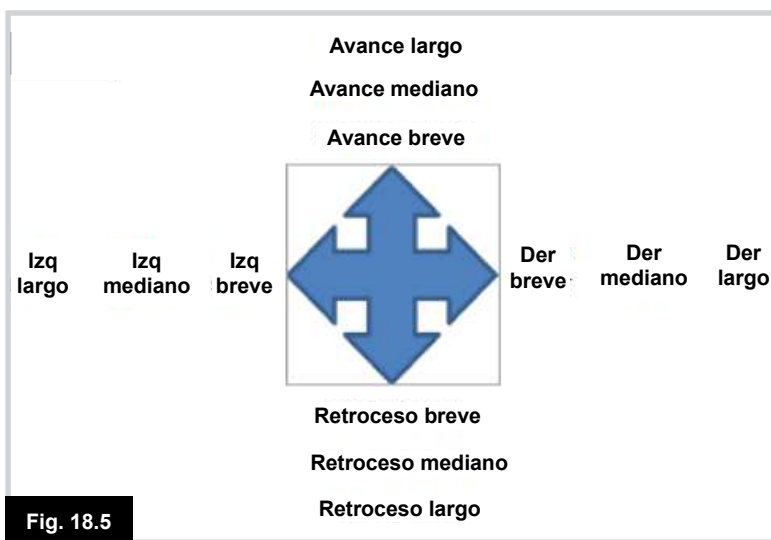 Avance largo
Avance mediano
Avance breve
Izq
largo
Izq
mediano
Izq
breve
Der
breve
Der
mediano
Der
largo
Retroceso breve
Retroceso mediano
Retroceso largo
Fig. 18.5